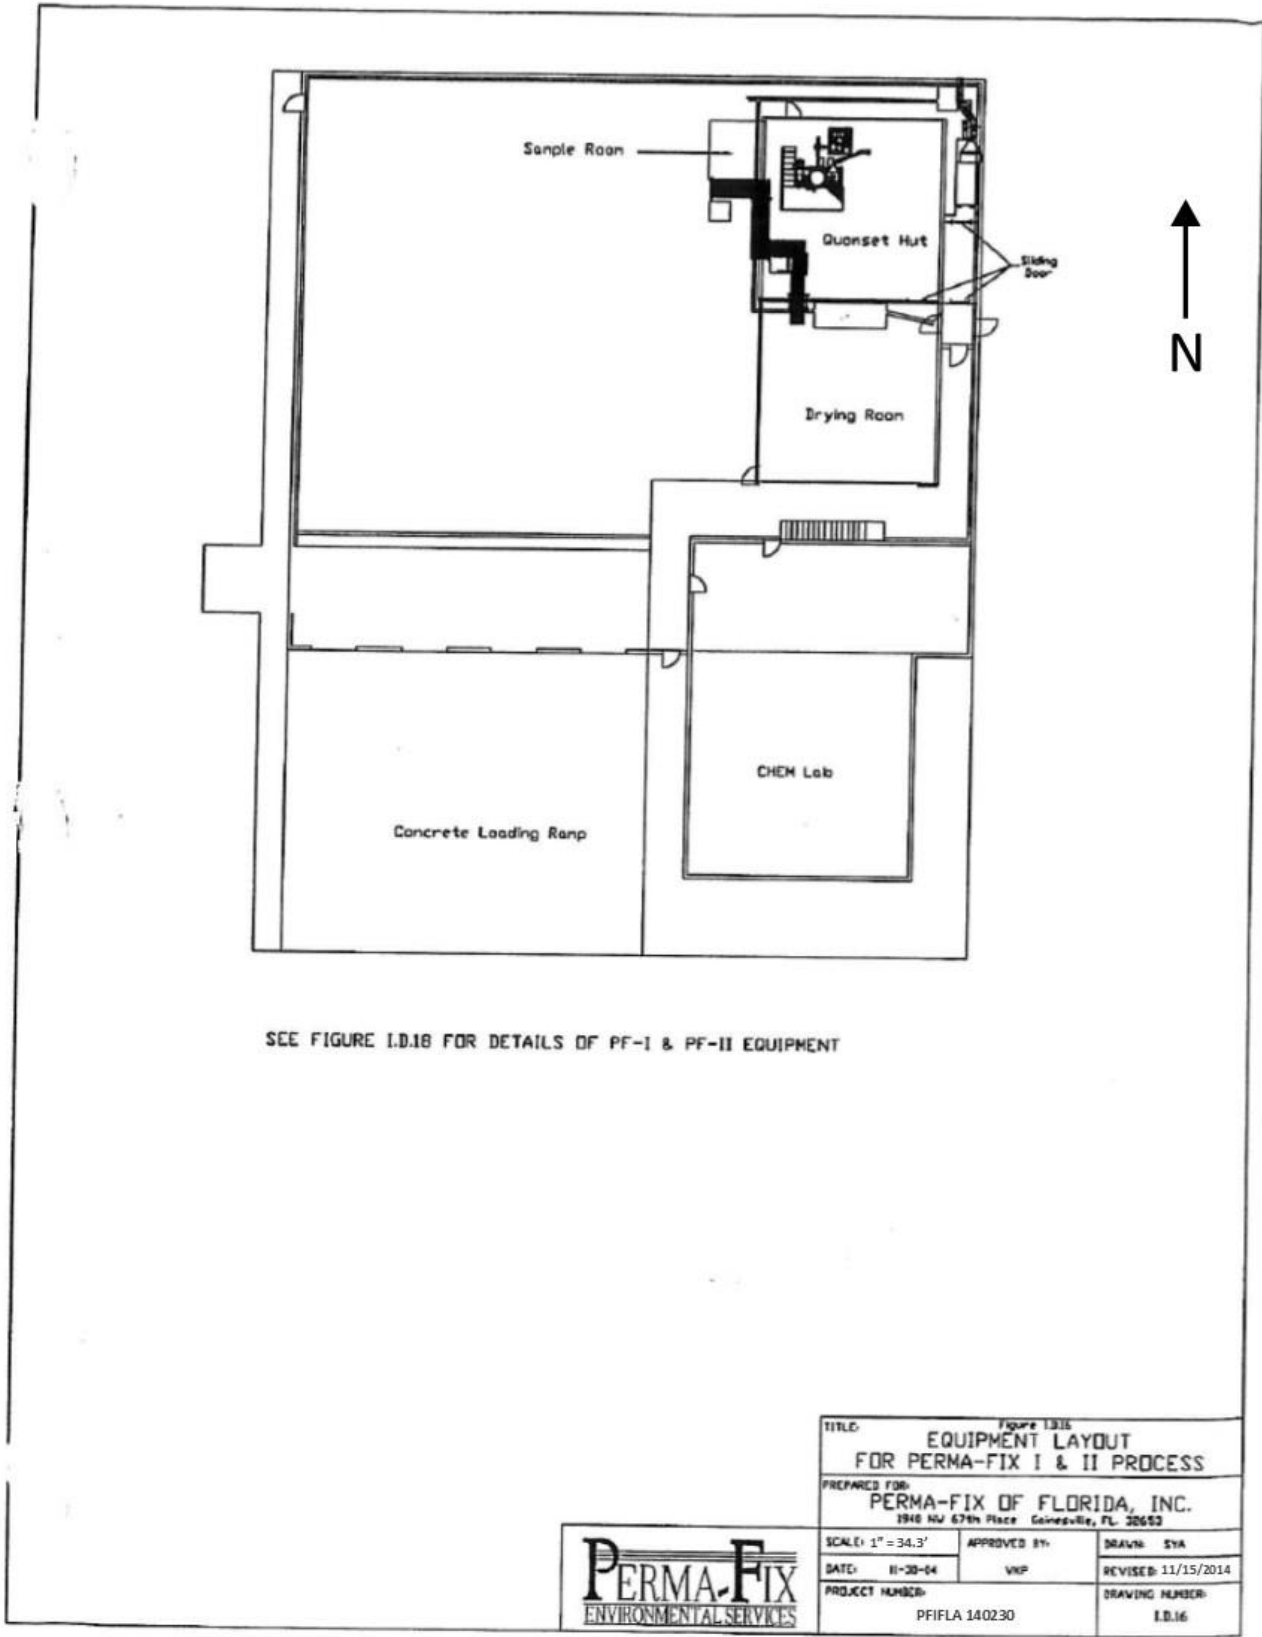 Sample Room
N
Quonset Hut
Sliding
Door
Drying Room
CHEM Lab
Concrete Loading Ramp
SEE FIGURE I.D.18 FOR DETAILS OF PF-I & PF-II EQUIPMENT
TITLE:
Figure I.D.16
EQUIPMENT LAYOUT
FOR PERMA-FIX I & II PROCESS
PREPARED FOR:
PERMA-FIX OF FLORIDA, INC.
1940 NW 67th Place Gainesville, FL. 32653
SCALE: 1" = 34.3'
APPROVED BY:
DRAWN: SYA
DATE: 11-30-04
VKP
REVISED: 11/15/2014
PROJECT NUMBER:
PFIFLA 140230
DRAWING NUMBER:
I.D.16
PERMA-FIX
ENVIRONMENTAL SERVICES